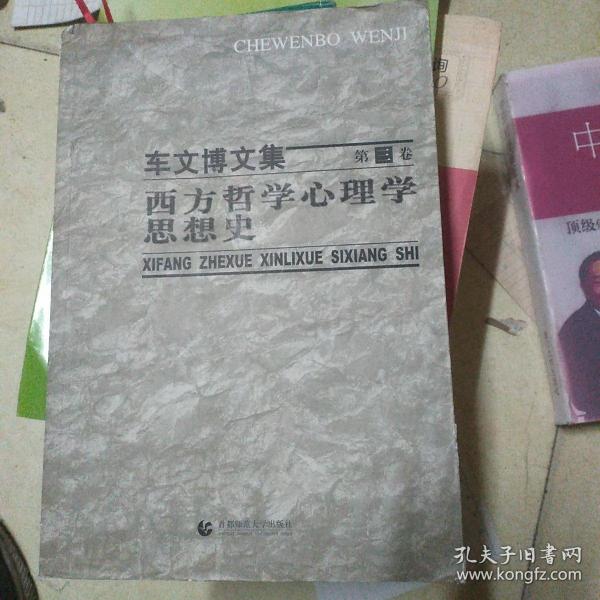 CHEWENBO WENJI
车文博文集
第三卷
西方哲学心理学
思想史
XIFANG ZHEXUE XINLIXUE SIXIANG SHI
首都师范大学出版社
中
顶级
孔夫子旧书网
www.kongfz.com